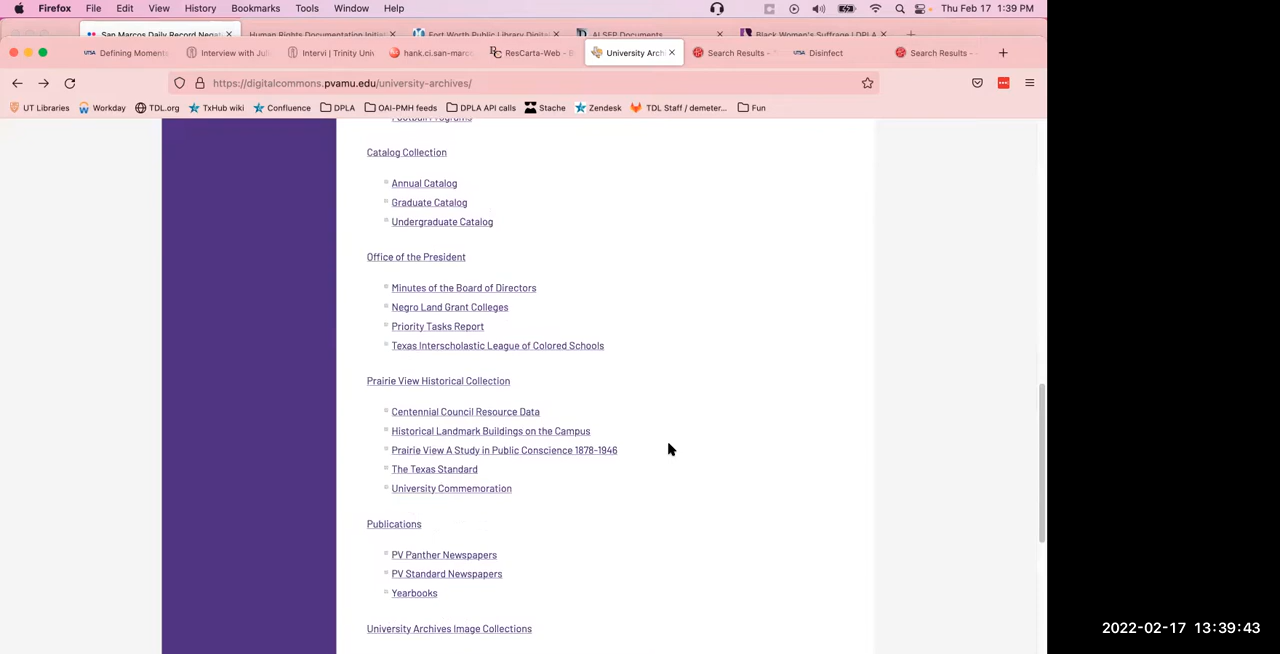 Firefox File Edit View History Bookmarks Tools Window Help Thu Feb 17 1:39 PM
San Marcos Daily Record Negat Human Rights Documentation Initia Fort Worth Public Library Digital ALSEP Documents Black Women's Suffrage | DPLA
UTSA Defining Moments Interview with Juli Intervi | Trinity Univ hank.ci.san-marc ResCarta-Web - B University Arch Search Results - UTSA Disinfect Search Results -
https://digitalcommons.pvamu.edu/university-archives/
UT Libraries Workday TDL.org TxHub wiki Confluence DPLA OAI-PMH feeds DPLA API calls Stache Zendesk TDL Staff / demeter... Fun
Football Programs
Catalog Collection
Annual Catalog
Graduate Catalog
Undergraduate Catalog
Office of the President
Minutes of the Board of Directors
Negro Land Grant Colleges
Priority Tasks Report
Texas Interscholastic League of Colored Schools
Prairie View Historical Collection
Centennial Council Resource Data
Historical Landmark Buildings on the Campus
Prairie View A Study in Public Conscience 1878-1946
The Texas Standard
University Commemoration
Publications
PV Panther Newspapers
PV Standard Newspapers
Yearbooks
University Archives Image Collections
2022-02-17 13:39:43